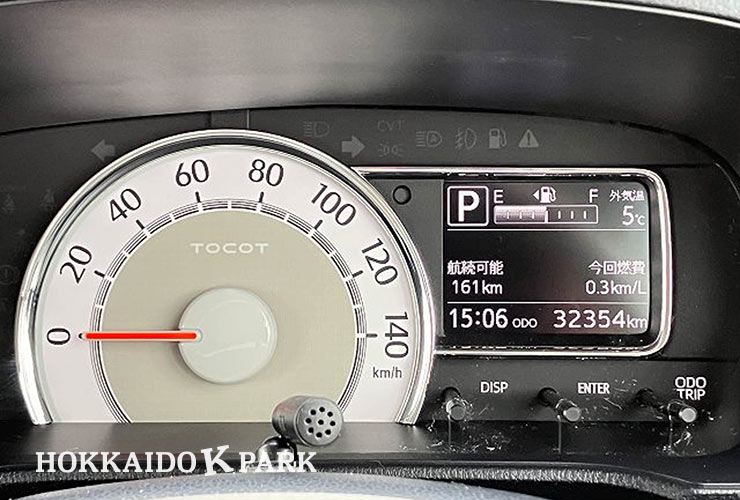 0
20
40
60
80
100
120
140
km/h
TOCOT
CVT
P
E F 外気温
5℃
航続可能 今回燃費
161km 0.3km/L
15:06 ODO 32354km
DISP ENTER ODO TRIP
HOKKAIDO K PARK